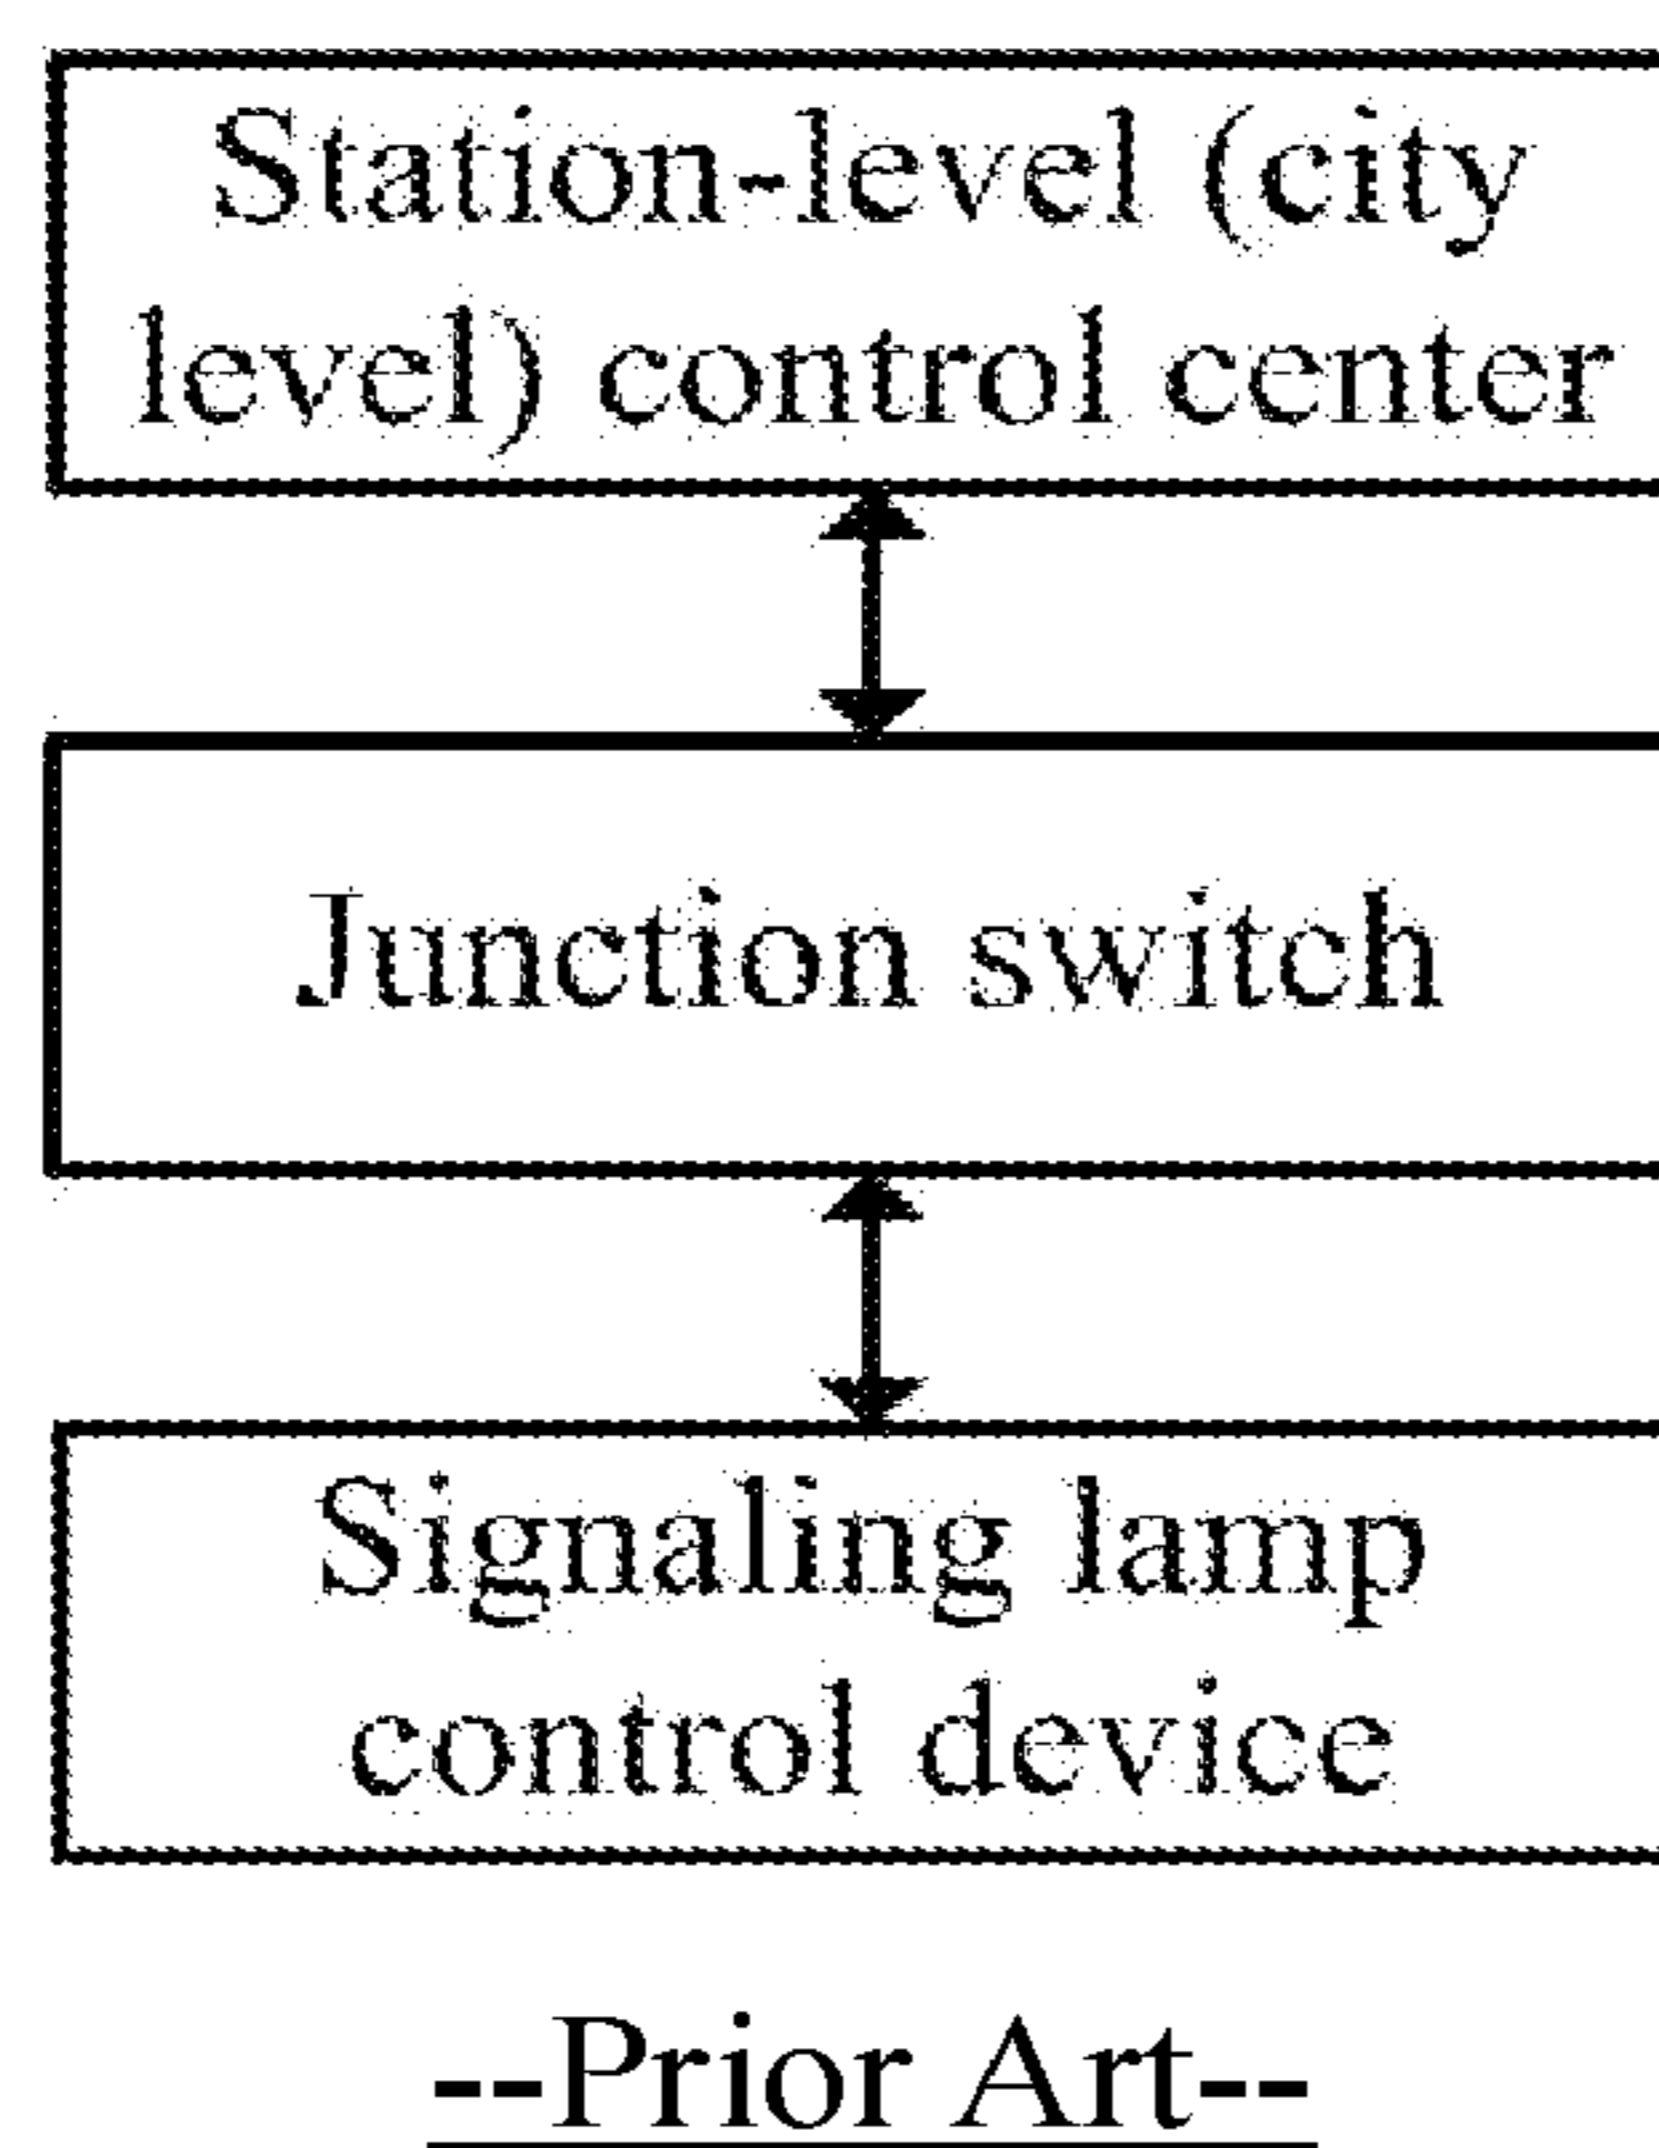 Station-level (city
level) control center
Junction switch
Signaling lamp
control device
--Prior Art--